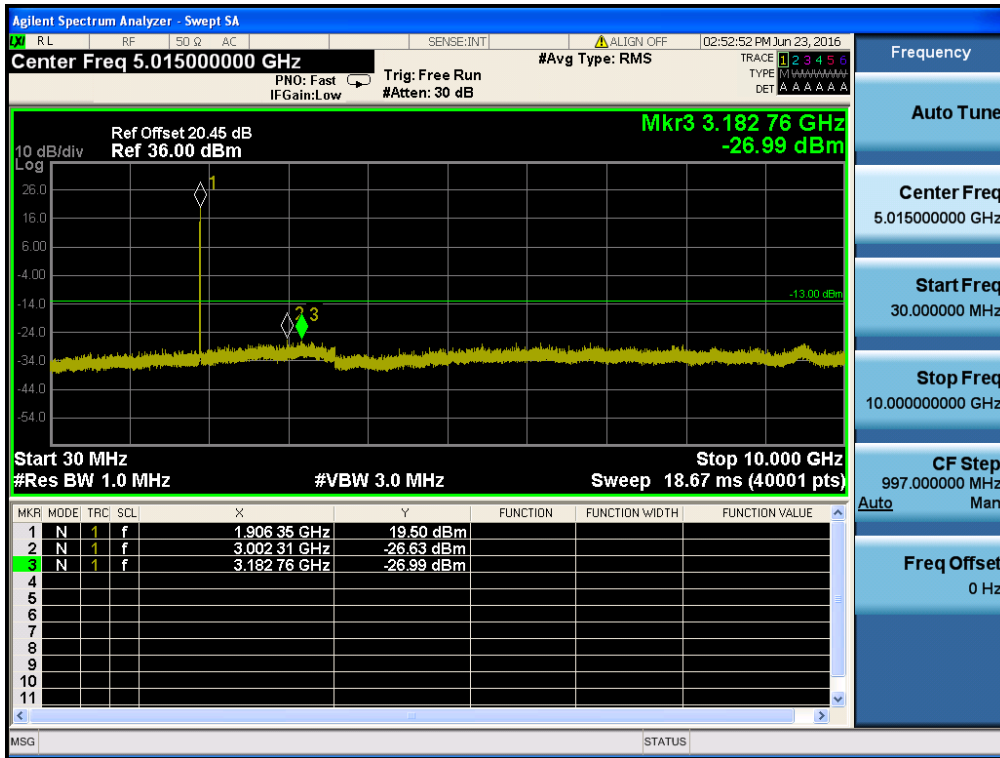 Agilent Spectrum Analyzer - Swept SA
LXI RL RF 50 Ω AC SENSE:INT ALIGN OFF 02:52:52 PM Jun 23, 2016
Center Freq 5.015000000 GHz
PNO: Fast
IFGain:Low
Trig: Free Run
#Atten: 30 dB
#Avg Type: RMS
TRACE 1 2 3 4 5 6
TYPE M
DET A A A A A A
Mkr3 3.182 76 GHz
-26.99 dBm
Ref Offset 20.45 dB
Ref 36.00 dBm
10 dB/div
Log
26.0
16.0
6.00
-4.00
-14.0
-24.0
-34.0
-44.0
-54.0
1
2 3
-13.00 dBm
Start 30 MHz
Stop 10.000 GHz
#Res BW 1.0 MHz
#VBW 3.0 MHz
Sweep 18.67 ms (40001 pts)
MKR MODE TRC SCL X Y FUNCTION FUNCTION WIDTH FUNCTION VALUE
1 N 1 f 1.906 35 GHz 19.50 dBm
2 N 1 f 3.002 31 GHz -26.63 dBm
3 N 1 f 3.182 76 GHz -26.99 dBm
4
5
6
7
8
9
10
11
MSG
STATUS
Frequency
Auto Tune
Center Freq
5.015000000 GHz
Start Freq
30.000000 MHz
Stop Freq
10.000000000 GHz
CF Step
997.000000 MHz
Auto Man
Freq Offset
0 Hz